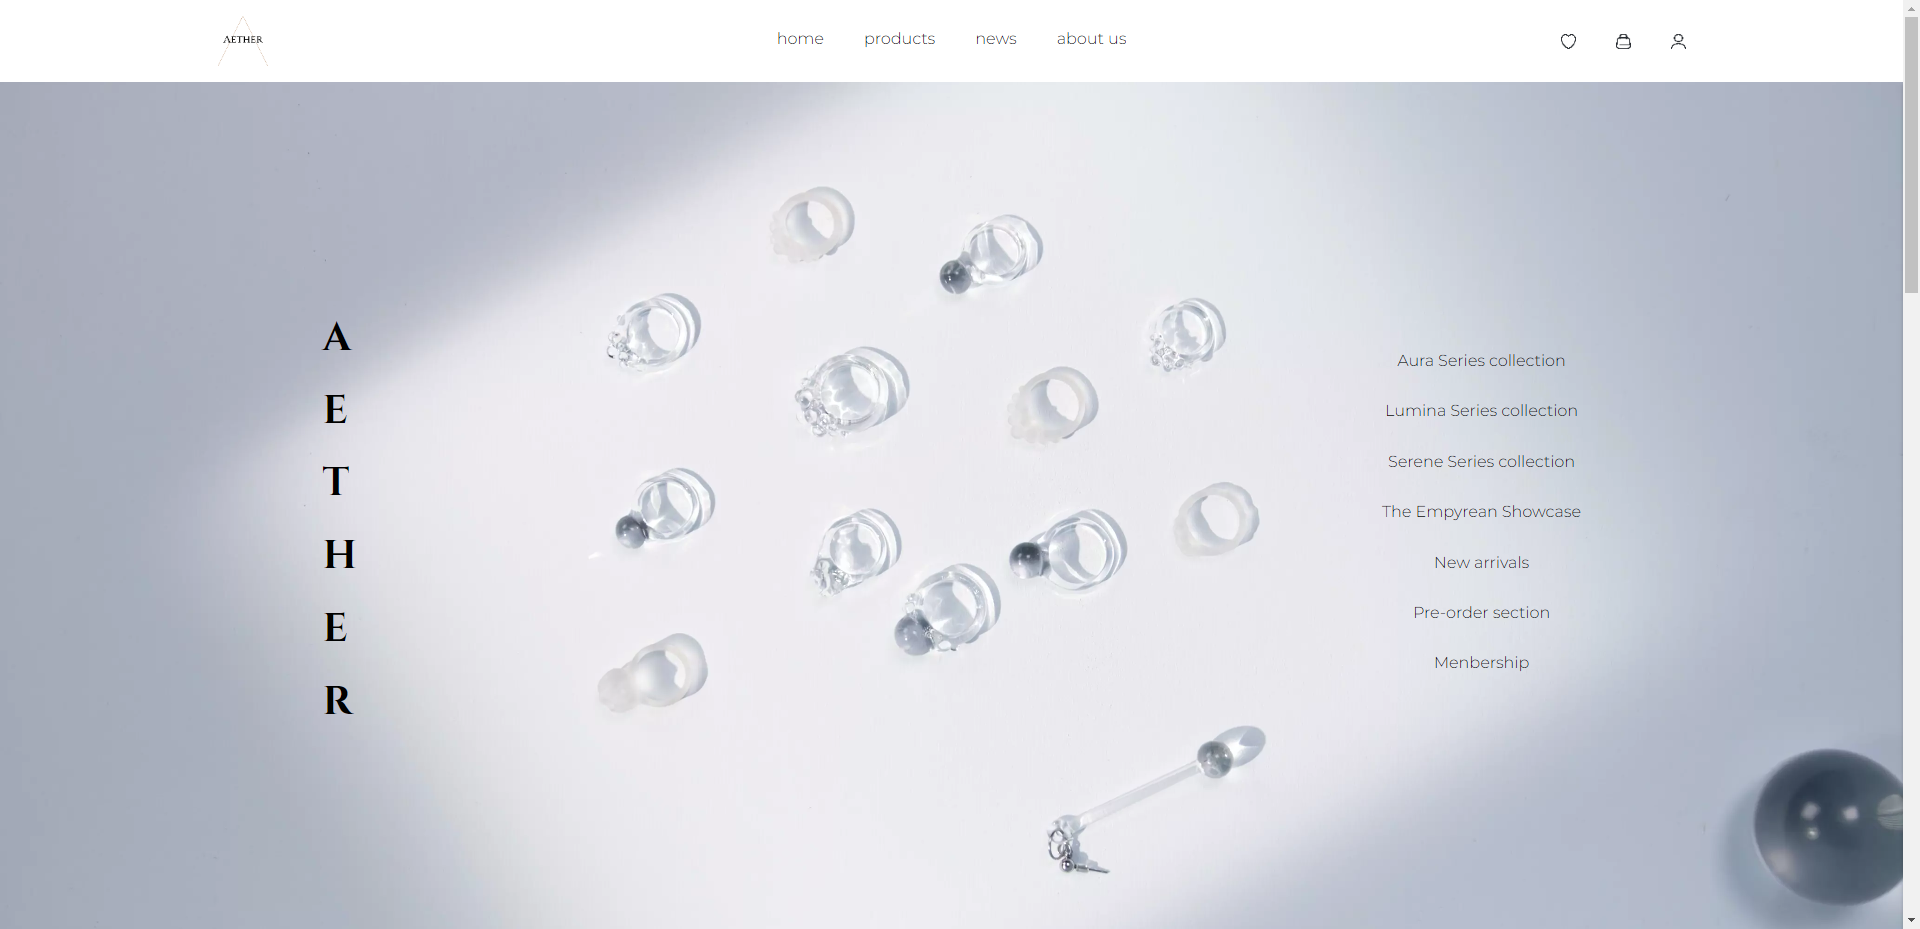 AETHER
home products news about us
A
E
T
H
E
R
Aura Series collection
Lumina Series collection
Serene Series collection
The Empyrean Showcase
New arrivals
Pre-order section
Menbership